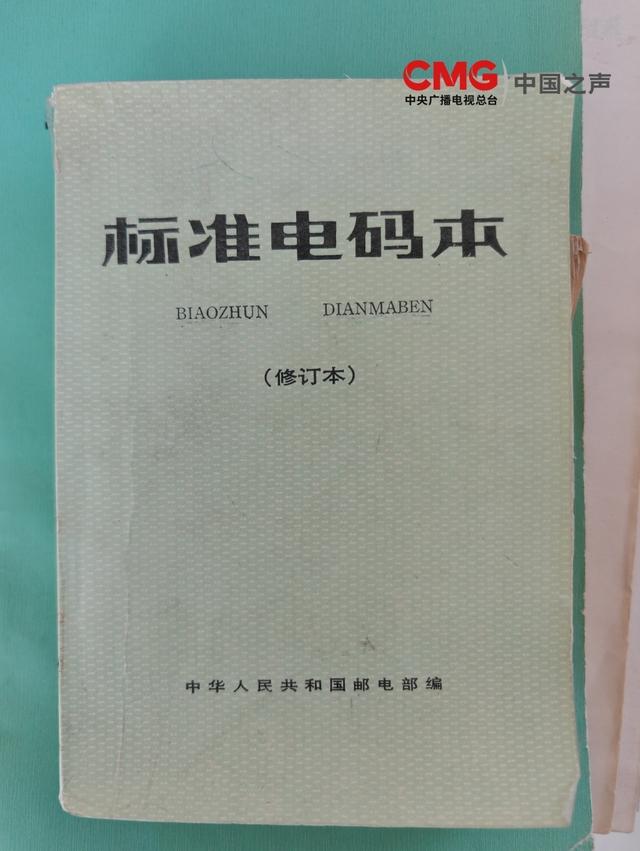 CMG 中国之声
中央广播电视总台
标准电码本
BIAOZHUN DIANMABEN
（修订本）
中华人民共和国邮电部编